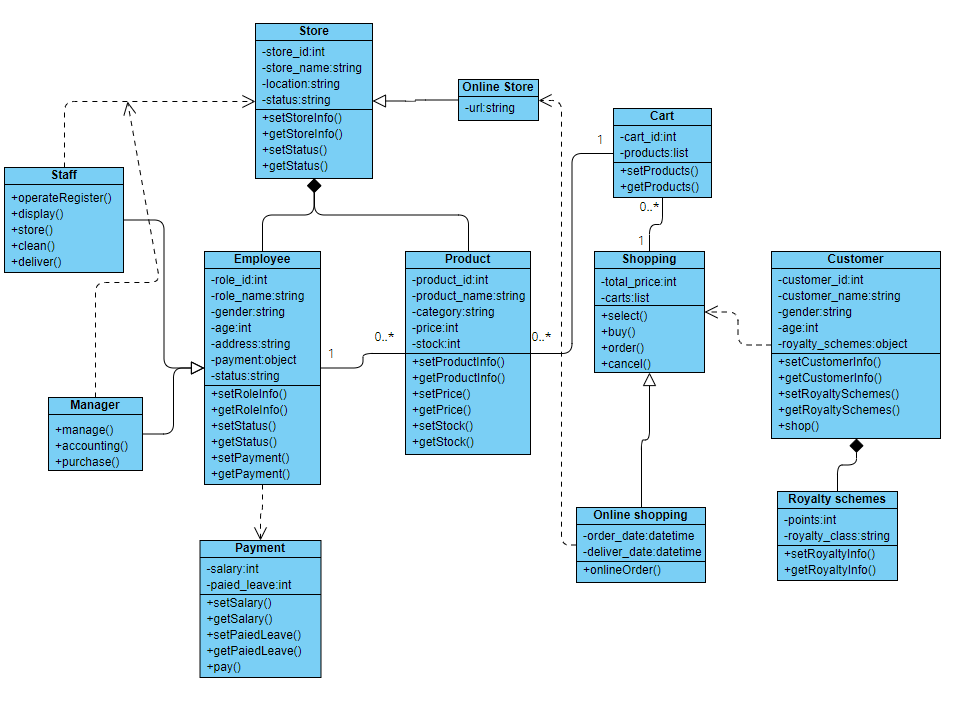 Store
-store_id:int
-store_name:string
-location:string
-status:string
+setStoreInfo()
+getStoreInfo()
+setStatus()
+getStatus()
Online Store
-url:string
Cart
-cart_id:int
-products:list
+setProducts()
+getProducts()
1
0..*
1
Staff
+operateRegister()
+display()
+store()
+clean()
+deliver()
Employee
-role_id:int
-role_name:string
-gender:string
-age:int
-address:string
-payment:object
-status:string
+setRoleInfo()
+getRoleInfo()
+setStatus()
+getStatus()
+setPayment()
+getPayment()
1
0..*
Product
-product_id:int
-product_name:string
-category:string
-price:int
-stock:int
+setProductInfo()
+getProductInfo()
+setPrice()
+getPrice()
+setStock()
+getStock()
0..*
Shopping
-total_price:int
-carts:list
+select()
+buy()
+order()
+cancel()
Customer
-customer_id:int
-customer_name:string
-gender:string
-age:int
-royalty_schemes:object
+setCustomerInfo()
+getCustomerInfo()
+setRoyaltySchemes()
+getRoyaltySchemes()
+shop()
Manager
+manage()
+accounting()
+purchase()
Payment
-salary:int
-paied_leave:int
+setSalary()
+getSalary()
+setPaiedLeave()
+getPaiedLeave()
+pay()
Online shopping
-order_date:datetime
-deliver_date:datetime
+onlineOrder()
Royalty schemes
-points:int
-royalty_class:string
+setRoyaltyInfo()
+getRoyaltyInfo()